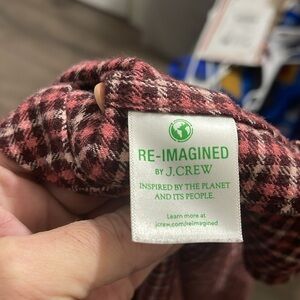 RE-IMAGINED
BY J.CREW
INSPIRED BY THE PLANET
AND ITS PEOPLE.
Learn more at
jcrew.com/reimagined